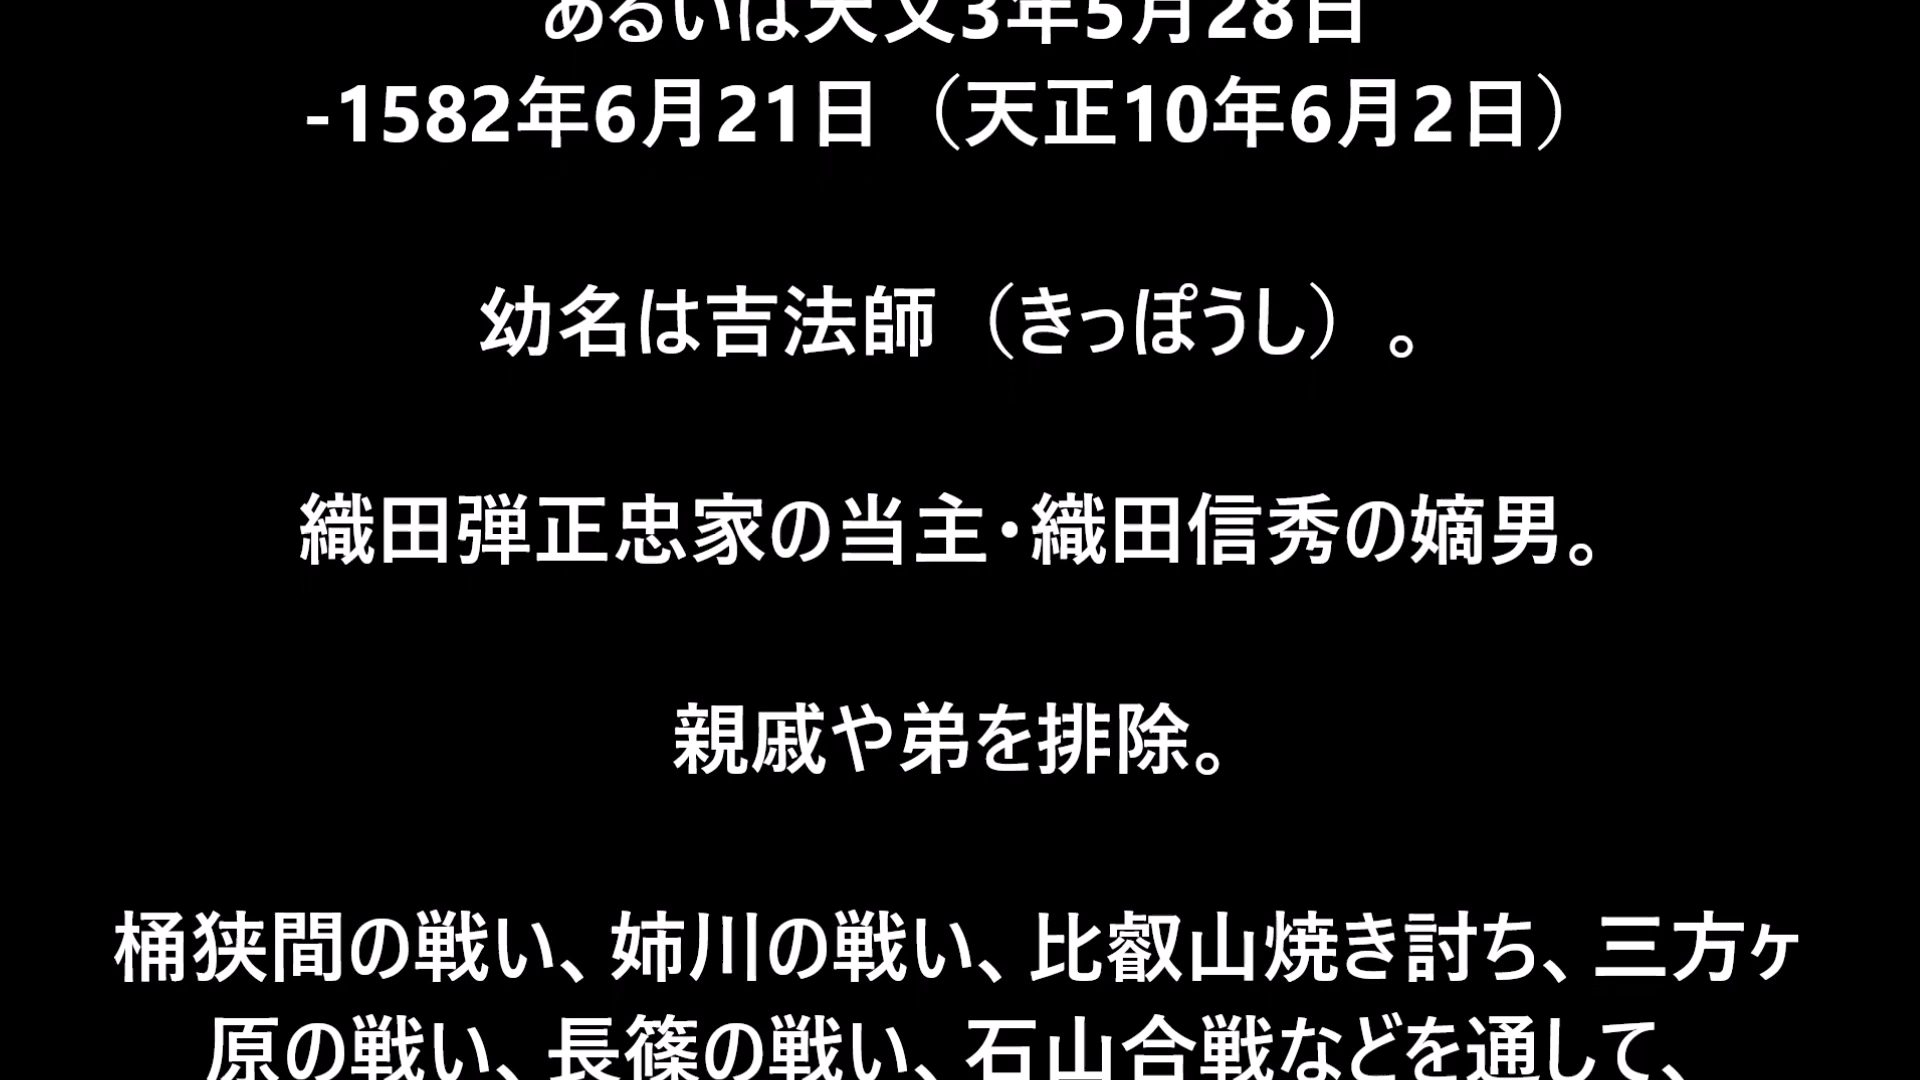 あるいは天文3年5月28日
-1582年6月21日（天正10年6月2日）
幼名は吉法師（きっぽうし）。
織田弾正忠家の当主・織田信秀の嫡男。
親戚や弟を排除。
桶狭間の戦い、姉川の戦い、比叡山焼き討ち、三方ヶ
原の戦い、長篠の戦い、石山合戦などを通して、